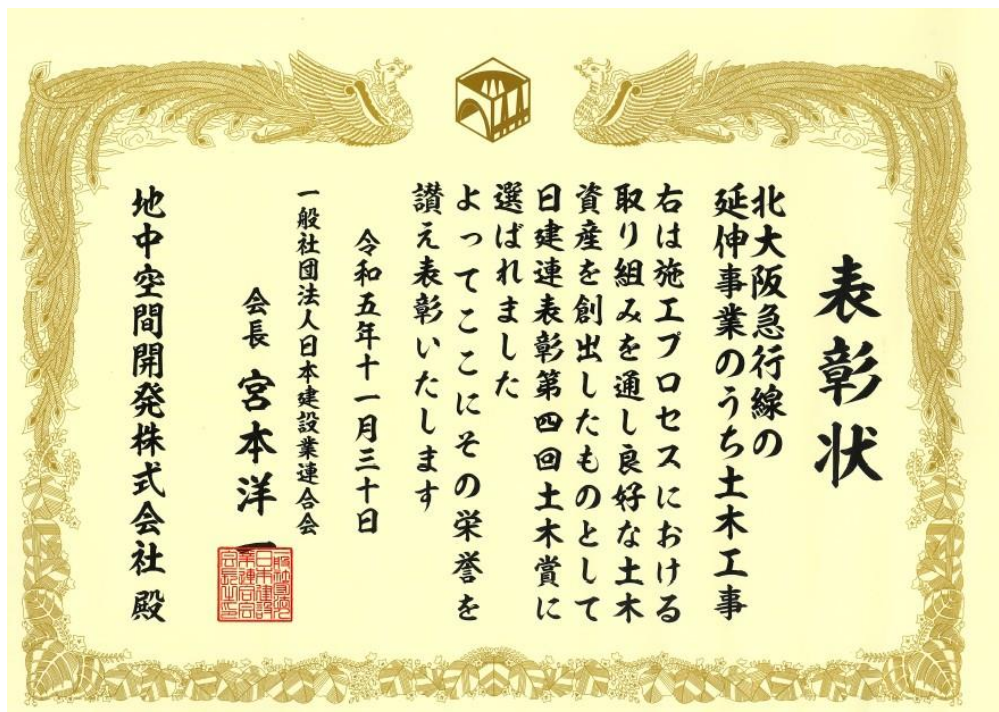 表彰状
北大阪急行線の
延伸事業のうち土木工事
右は施工プロセスにおける
取り組みを通し良好な土木
資産を創出したものとして
日建連表彰第四回土木賞に
選ばれました
よってここにその栄誉を
讃え表彰いたします
令和五年十一月三十日
一般社団法人日本建設業連合会
会長 宮本洋一
地中空間開発株式会社 殿